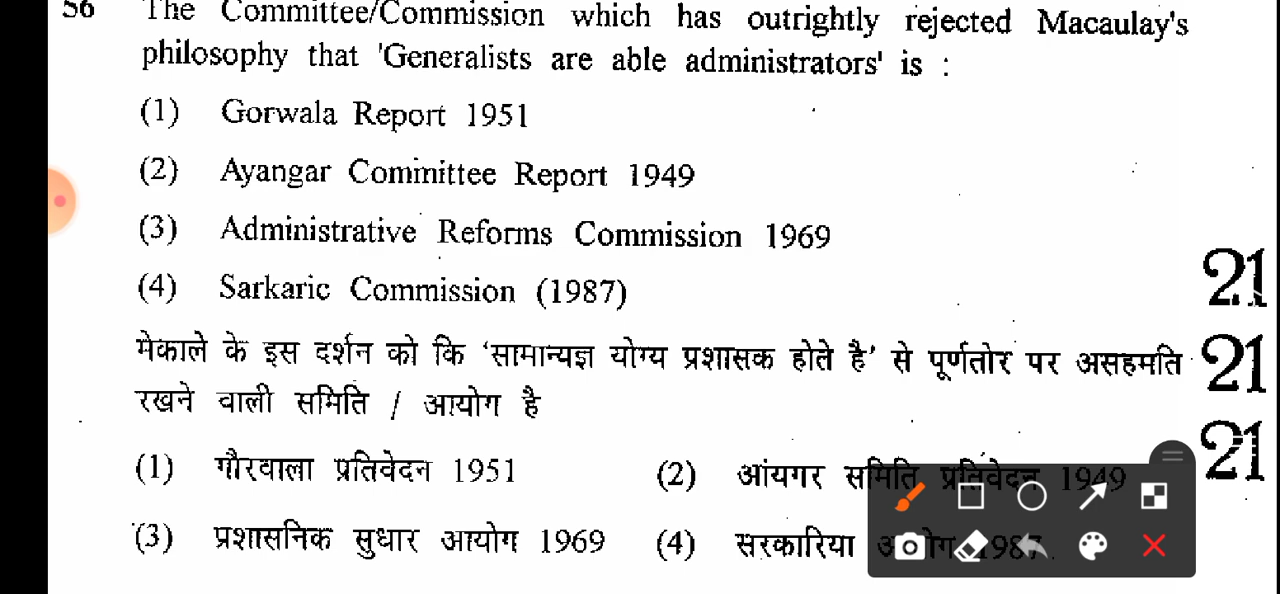 56 The Committee/Commission which has outrightly rejected Macaulay's
philosophy that 'Generalists are able administrators' is :
(1) Gorwala Report 1951
(2) Ayangar Cominittee Report 1949
(3) Administrative Reforms Commission 1969
(4) Sarkaric Commission (1987)
मेकाले के इस दर्शन को कि 'सामान्यज्ञ योग्य प्रशासक होते है' से पूर्णतोर पर असहमति
रखने वाली समिति / आयोग है
(1) गौरवाला प्रतिवेदन 1951 (2) आंयगर समिति प्रतिवेदन 1949
(3) प्रशासनिक सुधार आयोग 1969 (4) सरकारिया आयोग 1987
21
21
21